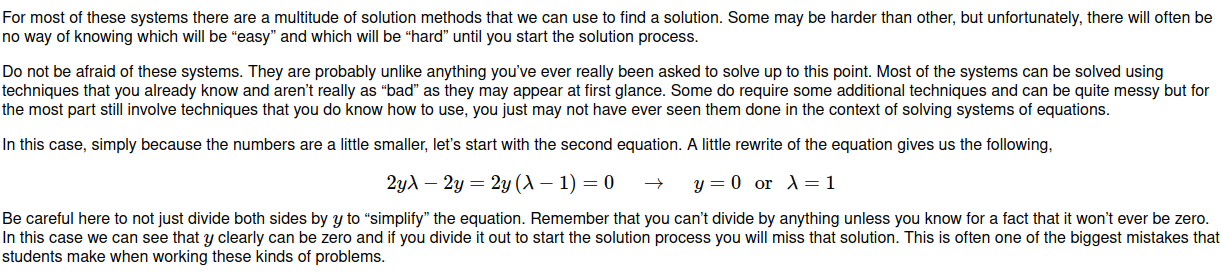 For most of these systems there are a multitude of solution methods that we can use to find a solution. Some may be harder than other, but unfortunately, there will often be
no way of knowing which will be “easy” and which will be “hard” until you start the solution process.
Do not be afraid of these systems. They are probably unlike anything you’ve ever really been asked to solve up to this point. Most of the systems can be solved using
techniques that you already know and aren’t really as “bad” as they may appear at first glance. Some do require some additional techniques and can be quite messy but for
the most part still involve techniques that you do know how to use, you just may not have ever seen them done in the context of solving systems of equations.
In this case, simply because the numbers are a little smaller, let’s start with the second equation. A little rewrite of the equation gives us the following,
2yλ − 2y = 2y (λ − 1) = 0 → y = 0 or λ = 1
Be careful here to not just divide both sides by y to “simplify” the equation. Remember that you can’t divide by anything unless you know for a fact that it won’t ever be zero.
In this case we can see that y clearly can be zero and if you divide it out to start the solution process you will miss that solution. This is often one of the biggest mistakes that
students make when working these kinds of problems.